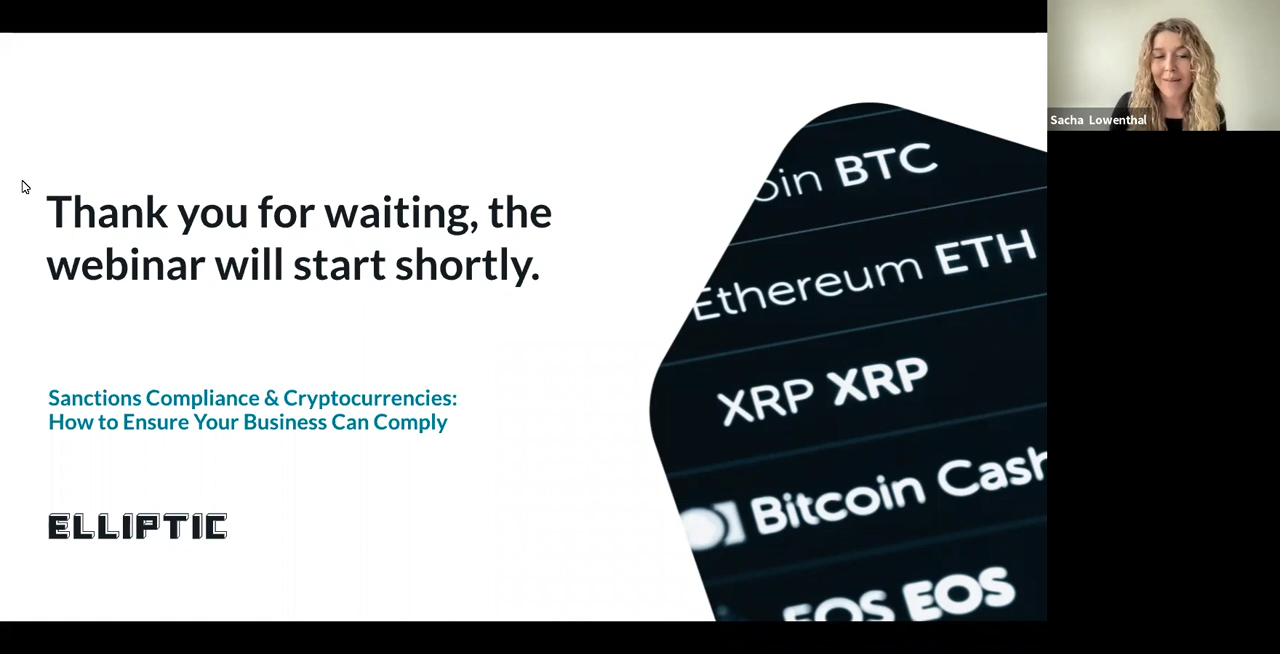 Thank you for waiting, the
webinar will start shortly.
Sanctions Compliance & Cryptocurrencies:
How to Ensure Your Business Can Comply
ELLIPTIC
oin BTC
Ethereum ETH
XRP XRP
Bitcoin Cash
EOS EOS
Sacha Lowenthal